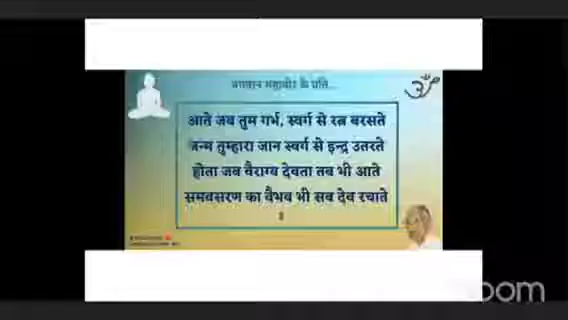 भगवान महावीर के प्रति...
आते जब तुम गर्भ, स्वर्ग से रत्न बरसते
जन्म तुम्हारा जान स्वर्ग से इन्द्र उतरते
होता जब वैराग्य देवता तब भी आते
समवसरण का वैभव भी सब देव रचाते
zoom